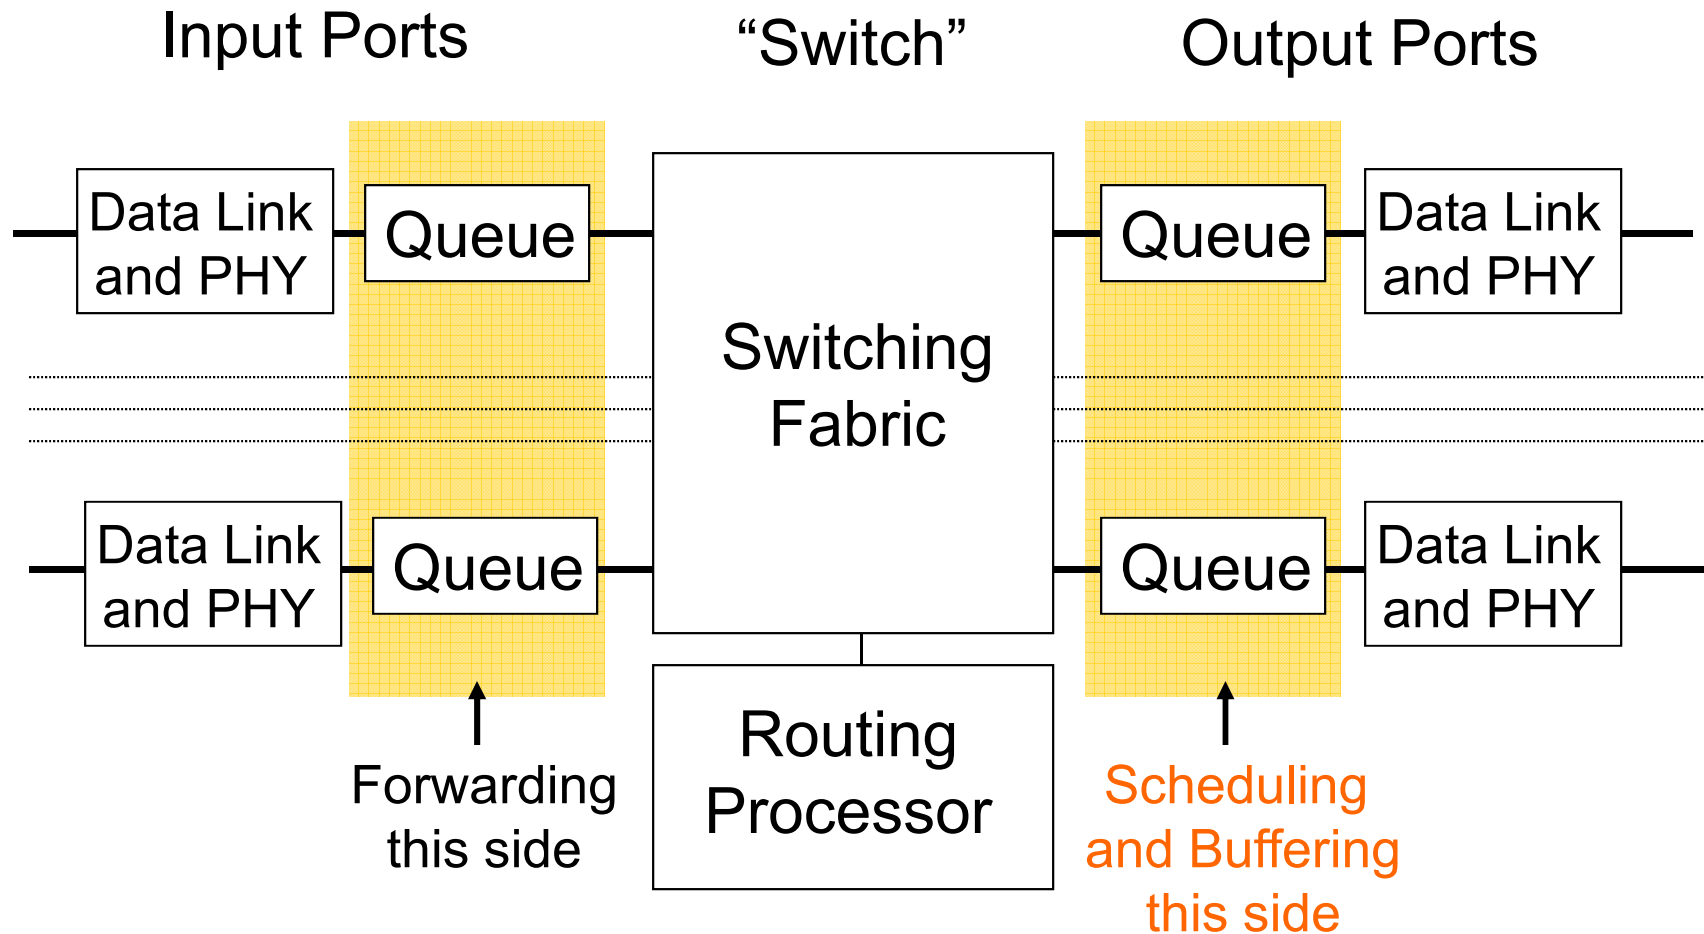 Input Ports
“Switch”
Output Ports
Data Link
and PHY
Queue
Switching
Fabric
Queue
Data Link
and PHY
Data Link
and PHY
Queue
Queue
Data Link
and PHY
Routing
Processor
Forwarding
this side
Scheduling
and Buffering
this side